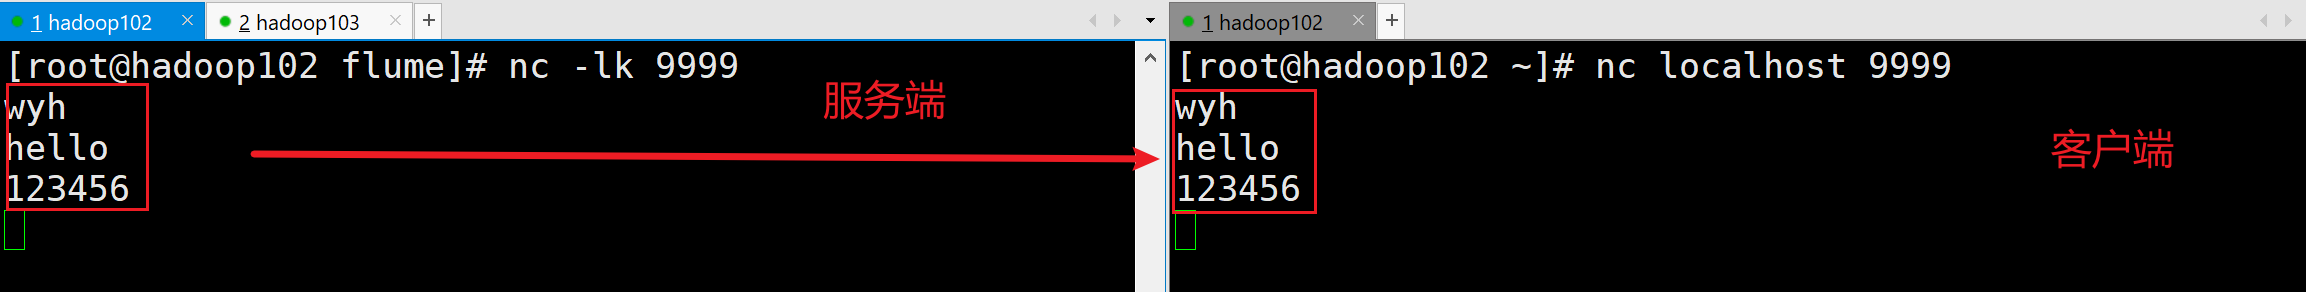 1 hadoop102
2 hadoop103
[root@hadoop102 flume]# nc -lk 9999
wyh
hello
123456
服务端
1 hadoop102
[root@hadoop102 ~]# nc localhost 9999
wyh
hello
123456
客户端